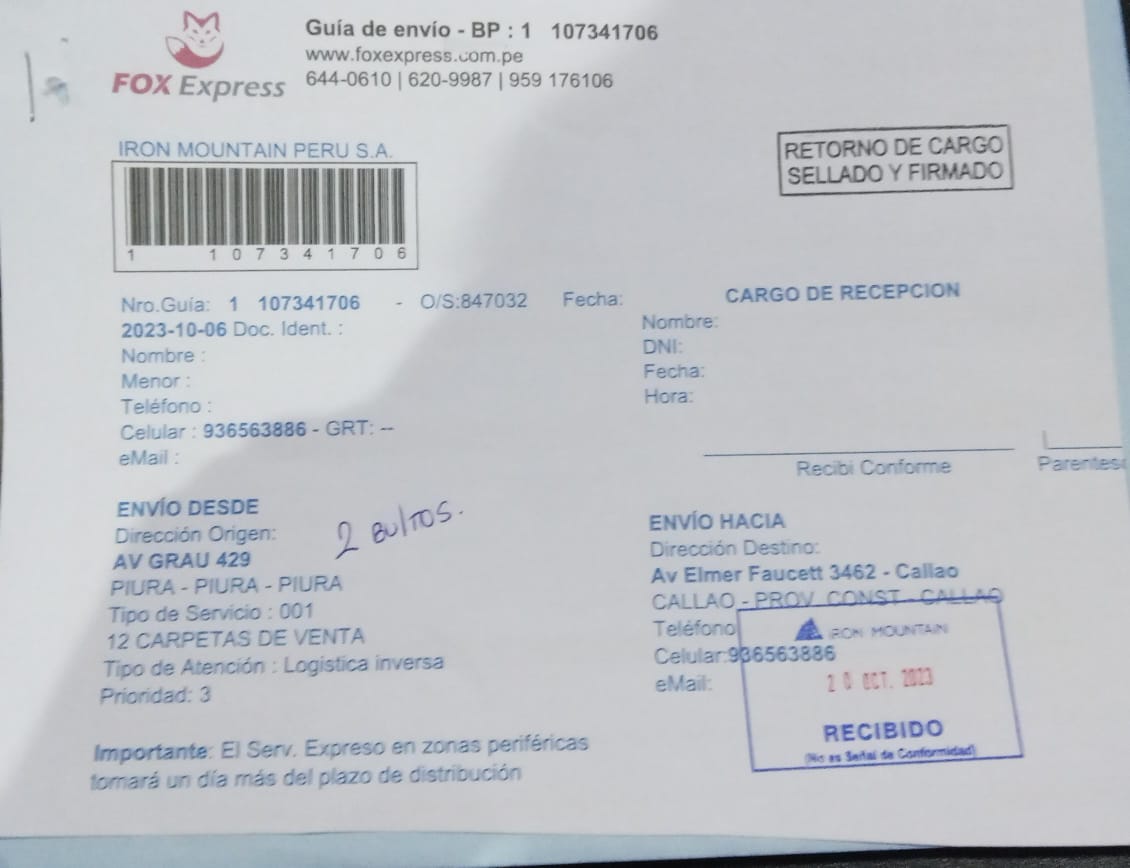 FOX Express
Guía de envío - BP : 1 107341706
www.foxexpress.com.pe
644-0610 | 620-9987 | 959 176106
IRON MOUNTAIN PERU S.A.
1 107341706
RETORNO DE CARGO
SELLADO Y FIRMADO
Nro.Guía: 1 107341706 - O/S:847032 Fecha:
2023-10-06 Doc. Ident. :
Nombre :
Menor :
Teléfono :
Celular : 936563886 - GRT: --
eMail :
CARGO DE RECEPCION
Nombre:
DNI:
Fecha:
Hora:
Recibi Conforme
Parentesc
ENVÍO DESDE
Dirección Origen:
AV GRAU 429
PIURA - PIURA - PIURA
Tipo de Servicio : 001
12 CARPETAS DE VENTA
Tipo de Atención : Logistica inversa
Prioridad: 3
2 BULTOS.
ENVÍO HACIA
Dirección Destino:
Av Elmer Faucett 3462 - Callao
CALLAO - PROV. CONST - CALLAO
Teléfono
Celular:936563886
eMail:
IRON MOUNTAIN
20 OCT. 2023
RECIBIDO
(No es Señal de Conformidad)
Importante: El Serv. Expreso en zonas periféricas
tomará un día más del plazo de distribución